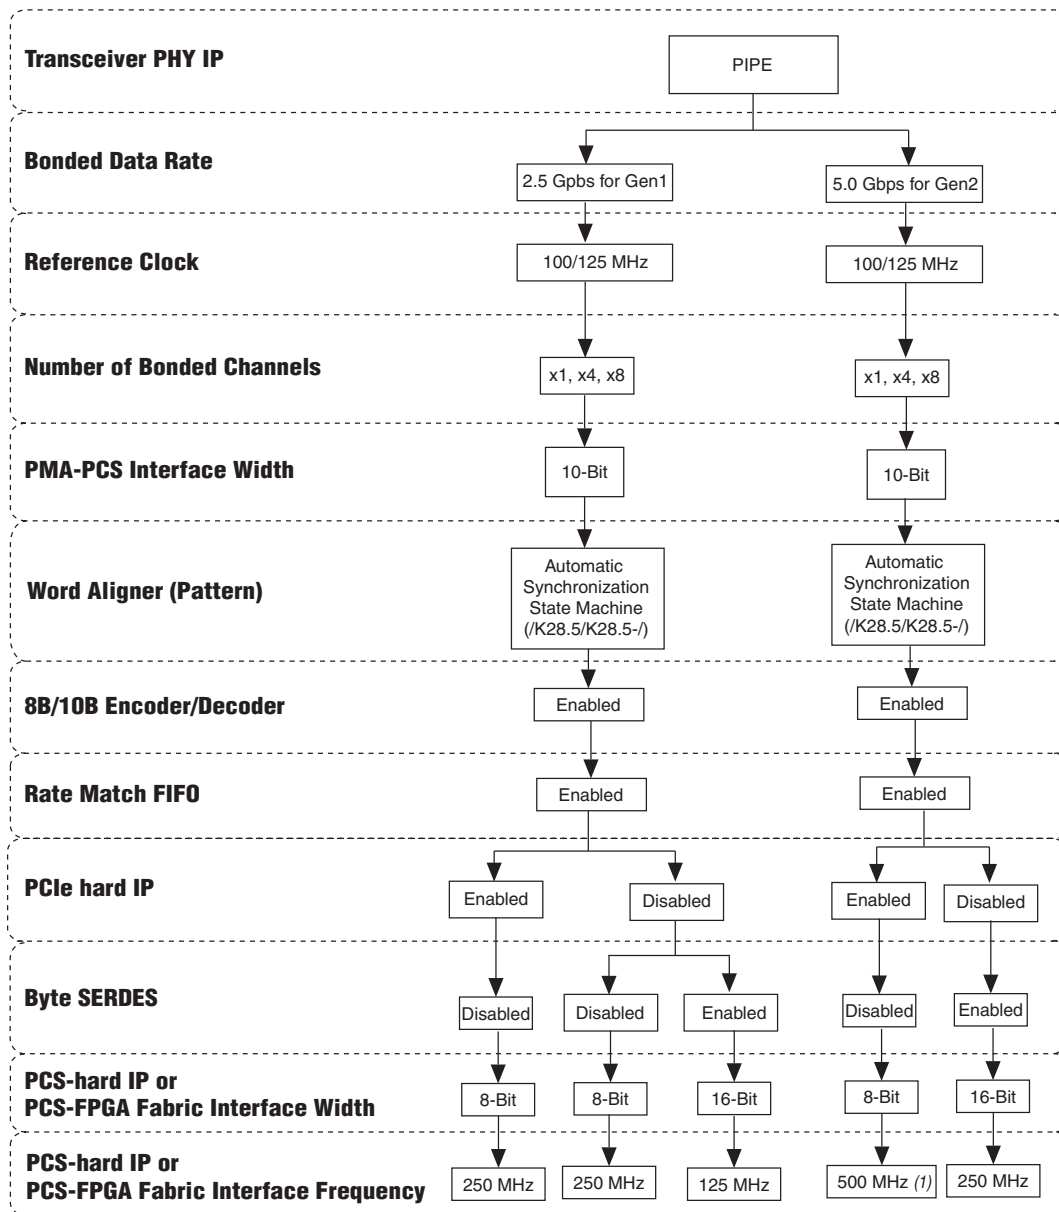 Transceiver PHY IP
PIPE
Bonded Data Rate
2.5 Gpbs for Gen1
5.0 Gbps for Gen2
Reference Clock
100/125 MHz
100/125 MHz
Number of Bonded Channels
x1, x4, x8
x1, x4, x8
PMA-PCS Interface Width
10-Bit
10-Bit
Word Aligner (Pattern)
Automatic
Synchronization
State Machine
(/K28.5/K28.5-/)
Automatic
Synchronization
State Machine
(/K28.5/K28.5-/)
8B/10B Encoder/Decoder
Enabled
Enabled
Rate Match FIFO
Enabled
Enabled
PCIe hard IP
Enabled
Disabled
Enabled
Disabled
Byte SERDES
Disabled
Disabled
Enabled
Disabled
Enabled
PCS-hard IP or
PCS-FPGA Fabric Interface Width
8-Bit
8-Bit
16-Bit
8-Bit
16-Bit
PCS-hard IP or
PCS-FPGA Fabric Interface Frequency
250 MHz
250 MHz
125 MHz
500 MHz (1)
250 MHz